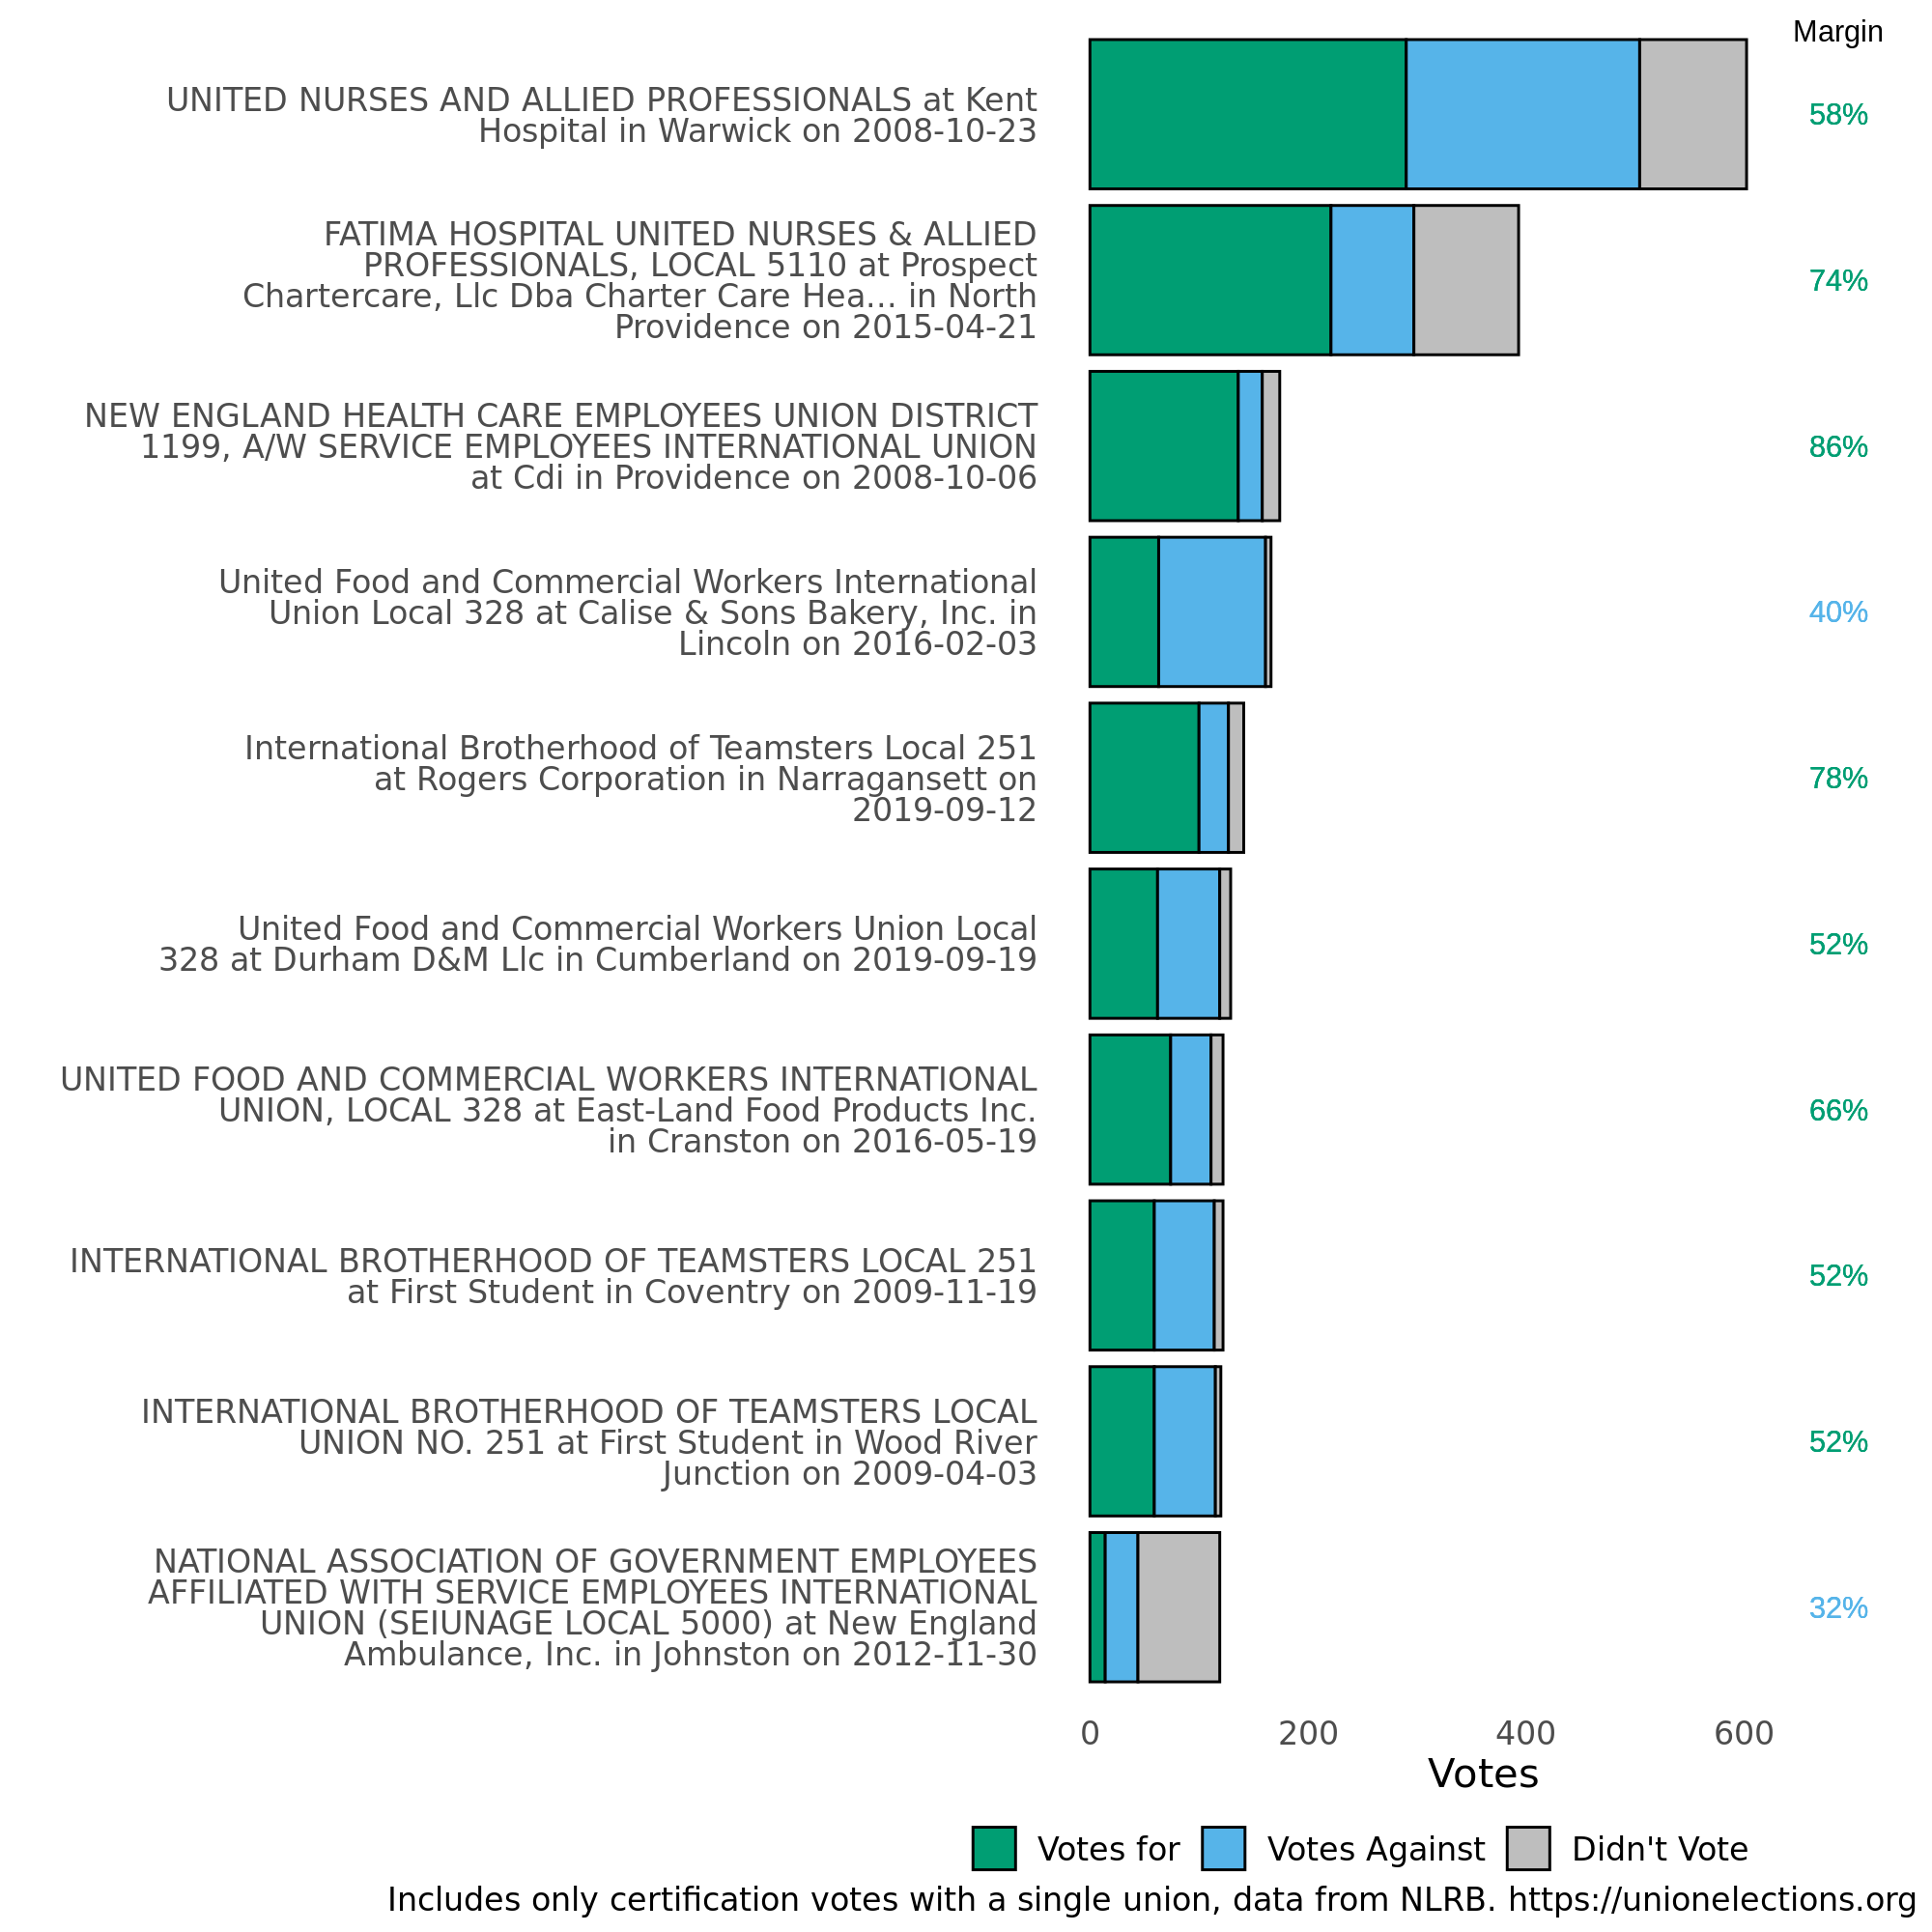 Margin
UNITED NURSES AND ALLIED PROFESSIONALS at Kent
Hospital in Warwick on 2008-10-23
58%
FATIMA HOSPITAL UNITED NURSES & ALLIED
PROFESSIONALS, LOCAL 5110 at Prospect
Chartercare, Llc Dba Charter Care Hea... in North
Providence on 2015-04-21
74%
NEW ENGLAND HEALTH CARE EMPLOYEES UNION DISTRICT
1199, A/W SERVICE EMPLOYEES INTERNATIONAL UNION
at Cdi in Providence on 2008-10-06
86%
United Food and Commercial Workers International
Union Local 328 at Calise & Sons Bakery, Inc. in
Lincoln on 2016-02-03
40%
International Brotherhood of Teamsters Local 251
at Rogers Corporation in Narragansett on
2019-09-12
78%
United Food and Commercial Workers Union Local
328 at Durham D&M Llc in Cumberland on 2019-09-19
52%
UNITED FOOD AND COMMERCIAL WORKERS INTERNATIONAL
UNION, LOCAL 328 at East-Land Food Products Inc.
in Cranston on 2016-05-19
66%
INTERNATIONAL BROTHERHOOD OF TEAMSTERS LOCAL 251
at First Student in Coventry on 2009-11-19
52%
INTERNATIONAL BROTHERHOOD OF TEAMSTERS LOCAL
UNION NO. 251 at First Student in Wood River
Junction on 2009-04-03
52%
NATIONAL ASSOCIATION OF GOVERNMENT EMPLOYEES
AFFILIATED WITH SERVICE EMPLOYEES INTERNATIONAL
UNION (SEIUNAGE LOCAL 5000) at New England
Ambulance, Inc. in Johnston on 2012-11-30
32%
0 200 400 600
Votes
Votes for Votes Against Didn't Vote
Includes only certification votes with a single union, data from NLRB. https://unionelections.org